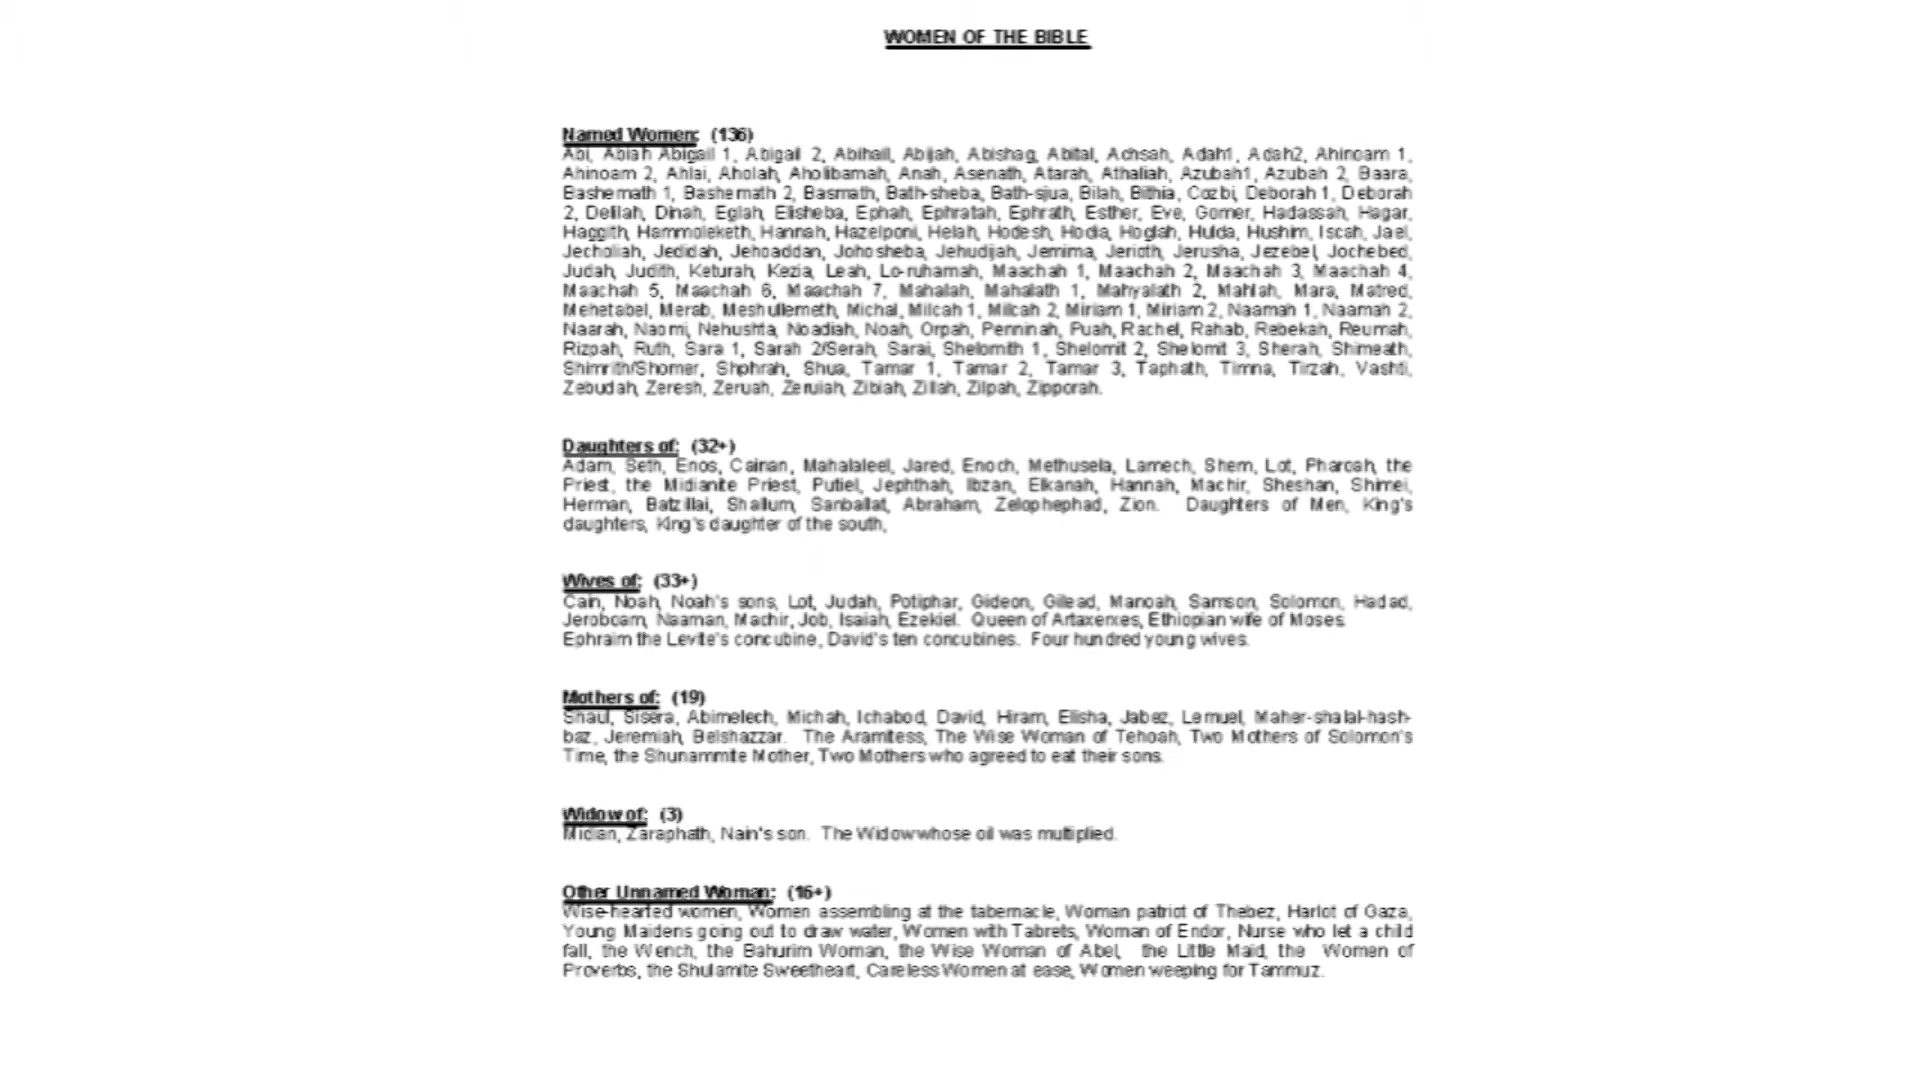 WOMEN OF THE BIBLE
Named Women: (136)
Abi, Abiah Abigail 1, Abigail 2, Abihail, Abijah, Abishag, Abital, Achsah, Adah1, Adah2, Ahinoam 1,
Ahinoam 2, Ahlai, Aholah, Aholibamah, Anah, Asenath, Atarah, Athaliah, Azubah1, Azubah 2, Baara,
Bashemath 1, Bashemath 2, Basmath, Bath-sheba, Bath-sjua, Bilah, Bithia, Cozbi, Deborah 1, Deborah
2, Delilah, Dinah, Eglah, Elisheba, Ephah, Ephratah, Ephrath, Esther, Eve, Gomer, Hadassah, Hagar,
Haggith, Hammoleketh, Hannah, Hazelponi, Helah, Hodesh, Hodia, Hoglah, Hulda, Hushim, Iscah, Jael,
Jecholiah, Jedidah, Jehoaddan, Johosheba, Jehudijah, Jemima, Jerioth, Jerusha, Jezebel, Jochebed,
Judah, Judith, Keturah, Kezia, Leah, Lo-ruhamah, Maachah 1, Maachah 2, Maachah 3, Maachah 4,
Maachah 5, Maachah 6, Maachah 7, Mahalah, Mahalath 1, Mahyalath 2, Mahlah, Mara, Matred,
Mehetabel, Merab, Meshullemeth, Michal, Milcah 1, Milcah 2, Miriam 1, Miriam 2, Naamah 1, Naamah 2,
Naarah, Naomi, Nehushta, Noadiah, Noah, Orpah, Penninah, Puah, Rachel, Rahab, Rebekah, Reumah,
Rizpah, Ruth, Sara 1, Sarah 2/Serah, Sarai, Shelomith 1, Shelomit 2, Shelomit 3, Sherah, Shimeath,
Shimrith/Shomer, Shphrah, Shua, Tamar 1, Tamar 2, Tamar 3, Taphath, Timna, Tirzah, Vashti,
Zebudah, Zeresh, Zeruah, Zeruiah, Zibiah, Zillah, Zilpah, Zipporah.
Daughters of: (32+)
Adam, Seth, Enos, Cainan, Mahalaleel, Jared, Enoch, Methusela, Lamech, Shem, Lot, Pharoah, the
Priest, the Midianite Priest, Putiel, Jephthah, Ibzan, Elkanah, Hannah, Machir, Sheshan, Shimei,
Herman, Batzillai, Shallum, Sanballat, Abraham, Zelophephad, Zion. Daughters of Men, King's
daughters, King's daughter of the south,
Wives of: (33+)
Cain, Noah, Noah's sons, Lot, Judah, Potiphar, Gideon, Gilead, Manoah, Samson, Solomon, Hadad,
Jeroboam, Naaman, Machir, Job, Isaiah, Ezekiel. Queen of Artaxerxes, Ethiopian wife of Moses.
Ephraim the Levite's concubine, David's ten concubines. Four hundred young wives.
Mothers of: (19)
Shaul, Sisera, Abimelech, Michah, Ichabod, David, Hiram, Elisha, Jabez, Lemuel, Maher-shalal-hash-
baz, Jeremiah, Belshazzar. The Aramitess, The Wise Woman of Tehoah, Two Mothers of Solomon's
Time, the Shunammite Mother, Two Mothers who agreed to eat their sons.
Widow of: (3)
Midian, Zaraphath, Nain's son. The Widow whose oil was multiplied.
Other Unnamed Woman: (16+)
Wise-hearted women, Women assembling at the tabernacle, Woman patriot of Thebez, Harlot of Gaza,
Young Maidens going out to draw water, Women with Tabrets, Woman of Endor, Nurse who let a child
fall, the Wench, the Bahurim Woman, the Wise Woman of Abel, the Little Maid, the Women of
Proverbs, the Shulamite Sweetheart, Careless Women at ease, Women weeping for Tammuz.